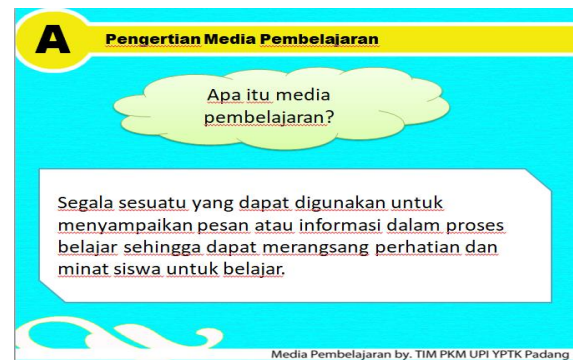 A
Pengertian Media Pembelajaran
Apa itu media
pembelajaran?
Segala sesuatu yang dapat digunakan untuk
menyampaikan pesan atau informasi dalam proses
belajar sehingga dapat merangsang perhatian dan
minat siswa untuk belajar.
Media Pembelajaran by. TIM PKM UPI YPTK Padang